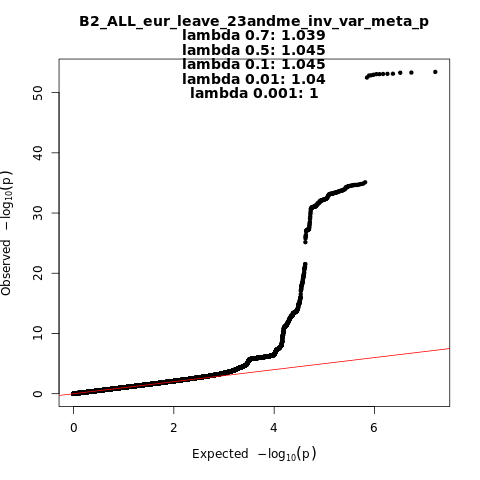 B2_ALL_eur_leave_23andme_inv_var_meta_p
lambda 0.7: 1.039
lambda 0.5: 1.045
lambda 0.1: 1.045
lambda 0.01: 1.04
lambda 0.001: 1
Observed −log10(p)
50
40
30
20
10
0
0 2 4 6
Expected −log10(p)